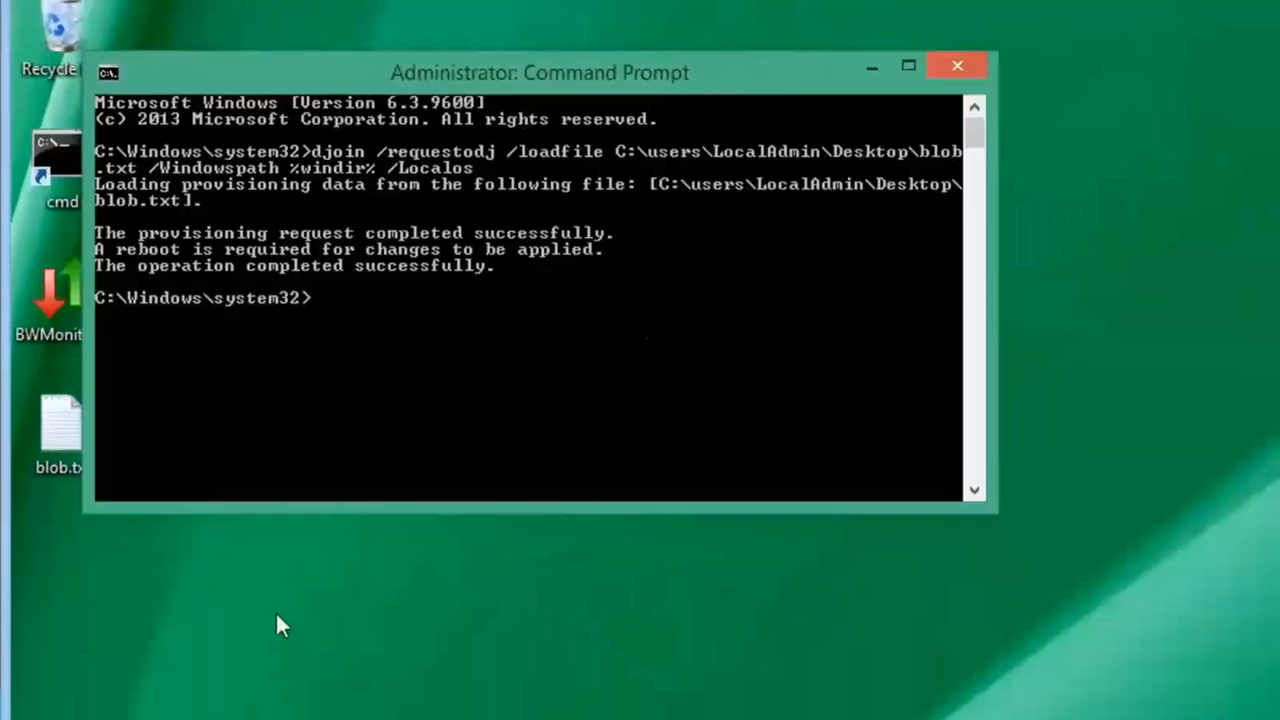 Administrator: Command Prompt
Microsoft Windows [Version 6.3.9600]
(c) 2013 Microsoft Corporation. All rights reserved.
C:\Windows\system32>djoin /requestodj /loadfile C:\users\LocalAdmin\Desktop\blob
.txt /Windowspath %windir% /Localos
Loading provisioning data from the following file: [C:\users\LocalAdmin\Desktop\
blob.txt].
The provisioning request completed successfully.
A reboot is required for changes to be applied.
The operation completed successfully.
C:\Windows\system32>
Recycle
cmd
BWMonit
blob.tx